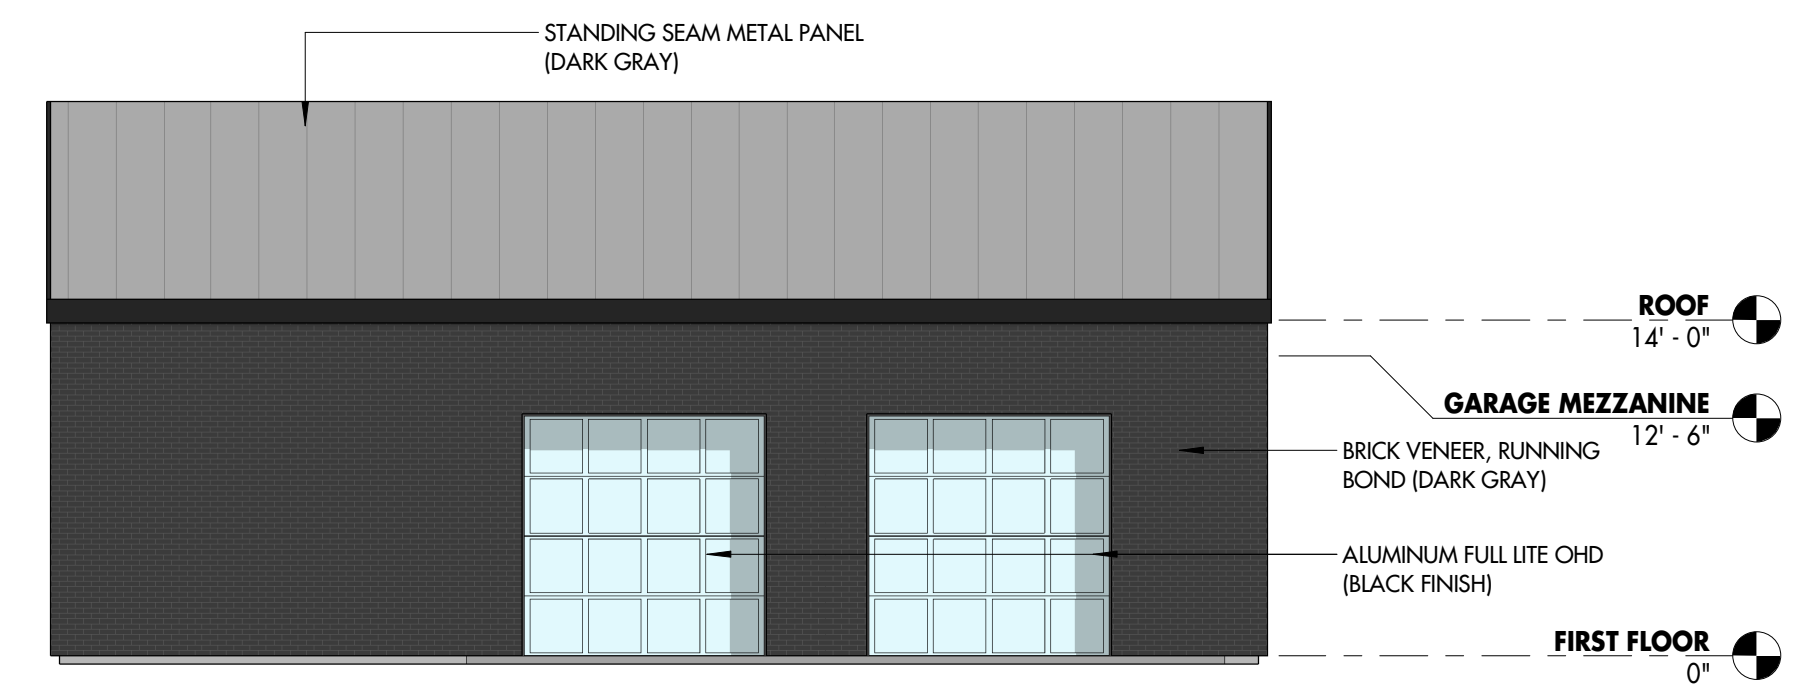 STANDING SEAM METAL PANEL
(DARK GRAY)
ROOF
14' - 0"
GARAGE MEZZANINE
12' - 6"
BRICK VENEER, RUNNING
BOND (DARK GRAY)
ALUMINUM FULL LITE OHD
(BLACK FINISH)
FIRST FLOOR
0"